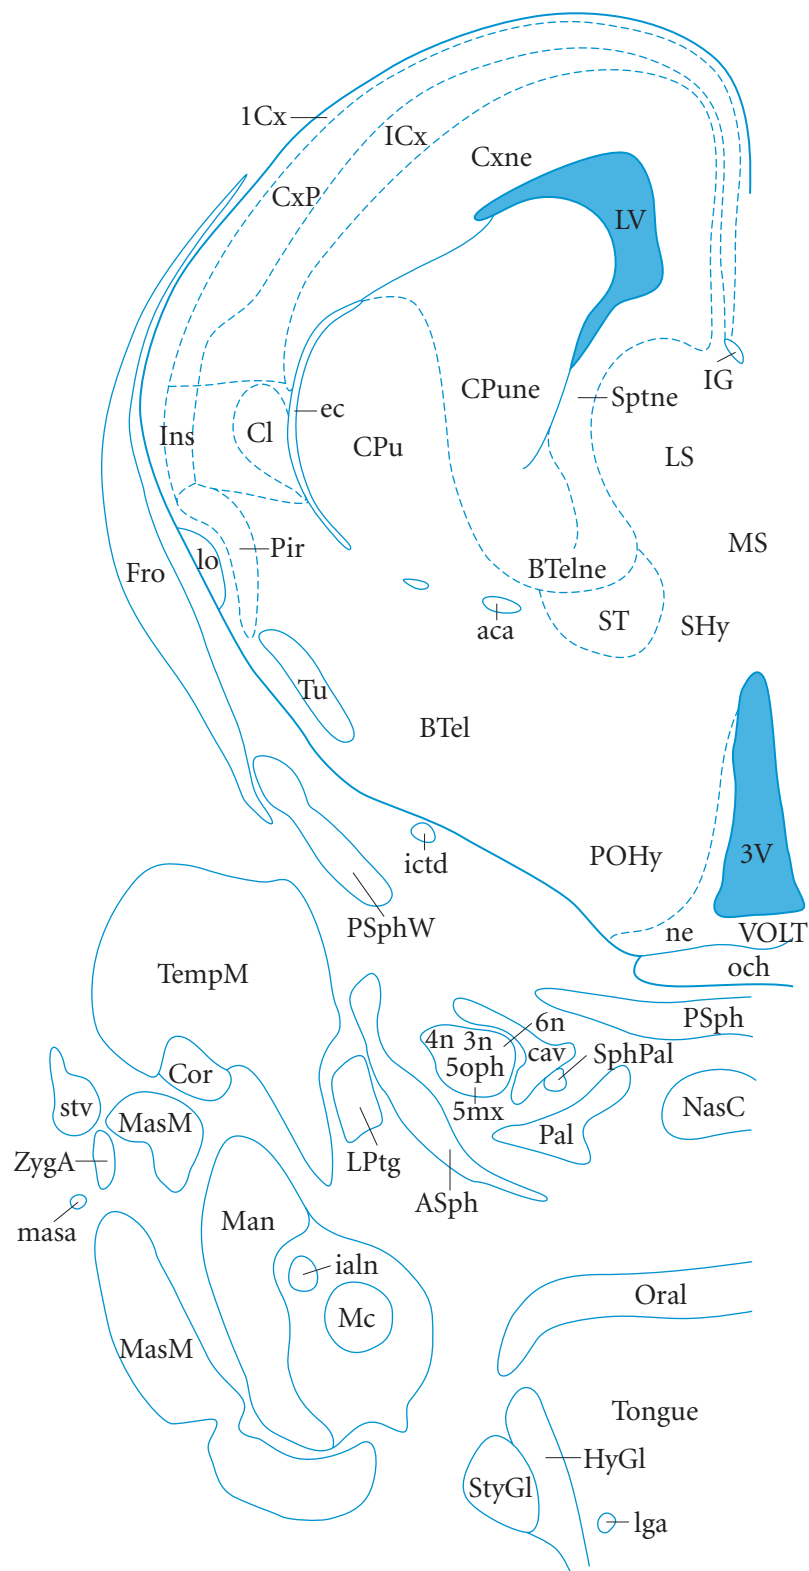 1Cx
ICx
Cxne
CxP
LV
IG
CPune
Sptne
ec
Ins
Cl
CPu
LS
MS
Pir
lo
Fro
BTelne
aca
ST
SHy
Tu
BTel
POHy
3V
ictd
PSphW
ne
VOLT
och
TempM
PSph
6n
4n 3n
cav
SphPal
5oph
Cor
stv
MasM
5mx
NasC
Pal
ZygA
LPtg
ASph
masa
Man
ialn
Oral
Mc
MasM
Tongue
HyGl
StyGl
lga